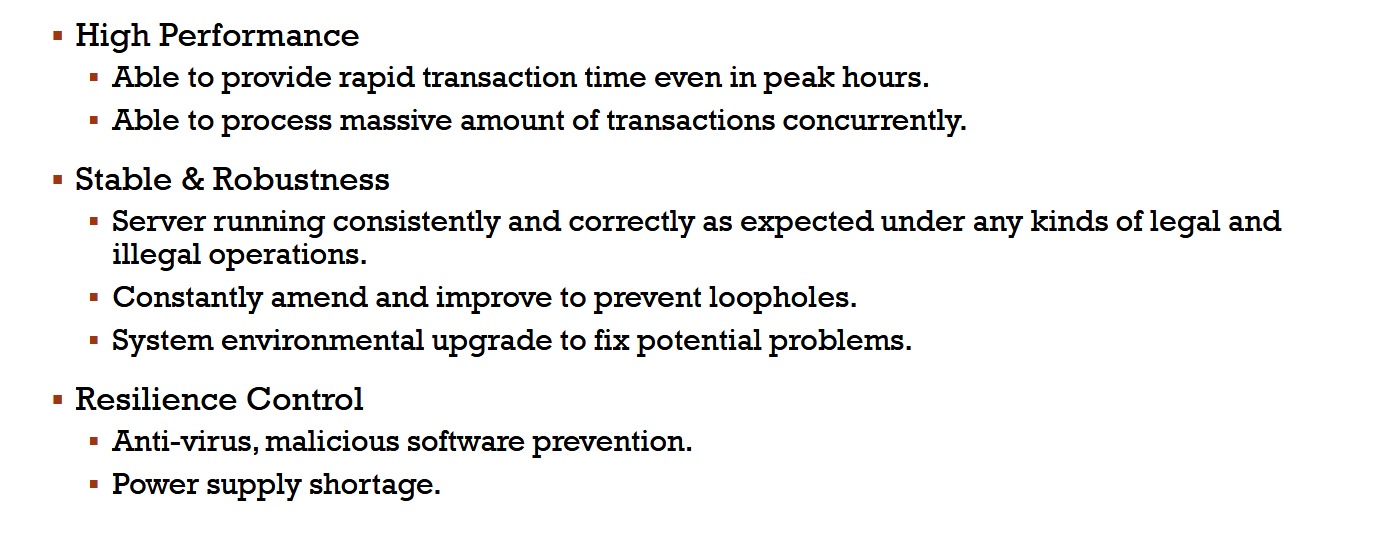 High Performance
Able to provide rapid transaction time even in peak hours.
Able to process massive amount of transactions concurrently.
Stable & Robustness
Server running consistently and correctly as expected under any kinds of legal and
illegal operations.
Constantly amend and improve to prevent loopholes.
System environmental upgrade to fix potential problems.
Resilience Control
Anti-virus, malicious software prevention.
Power supply shortage.